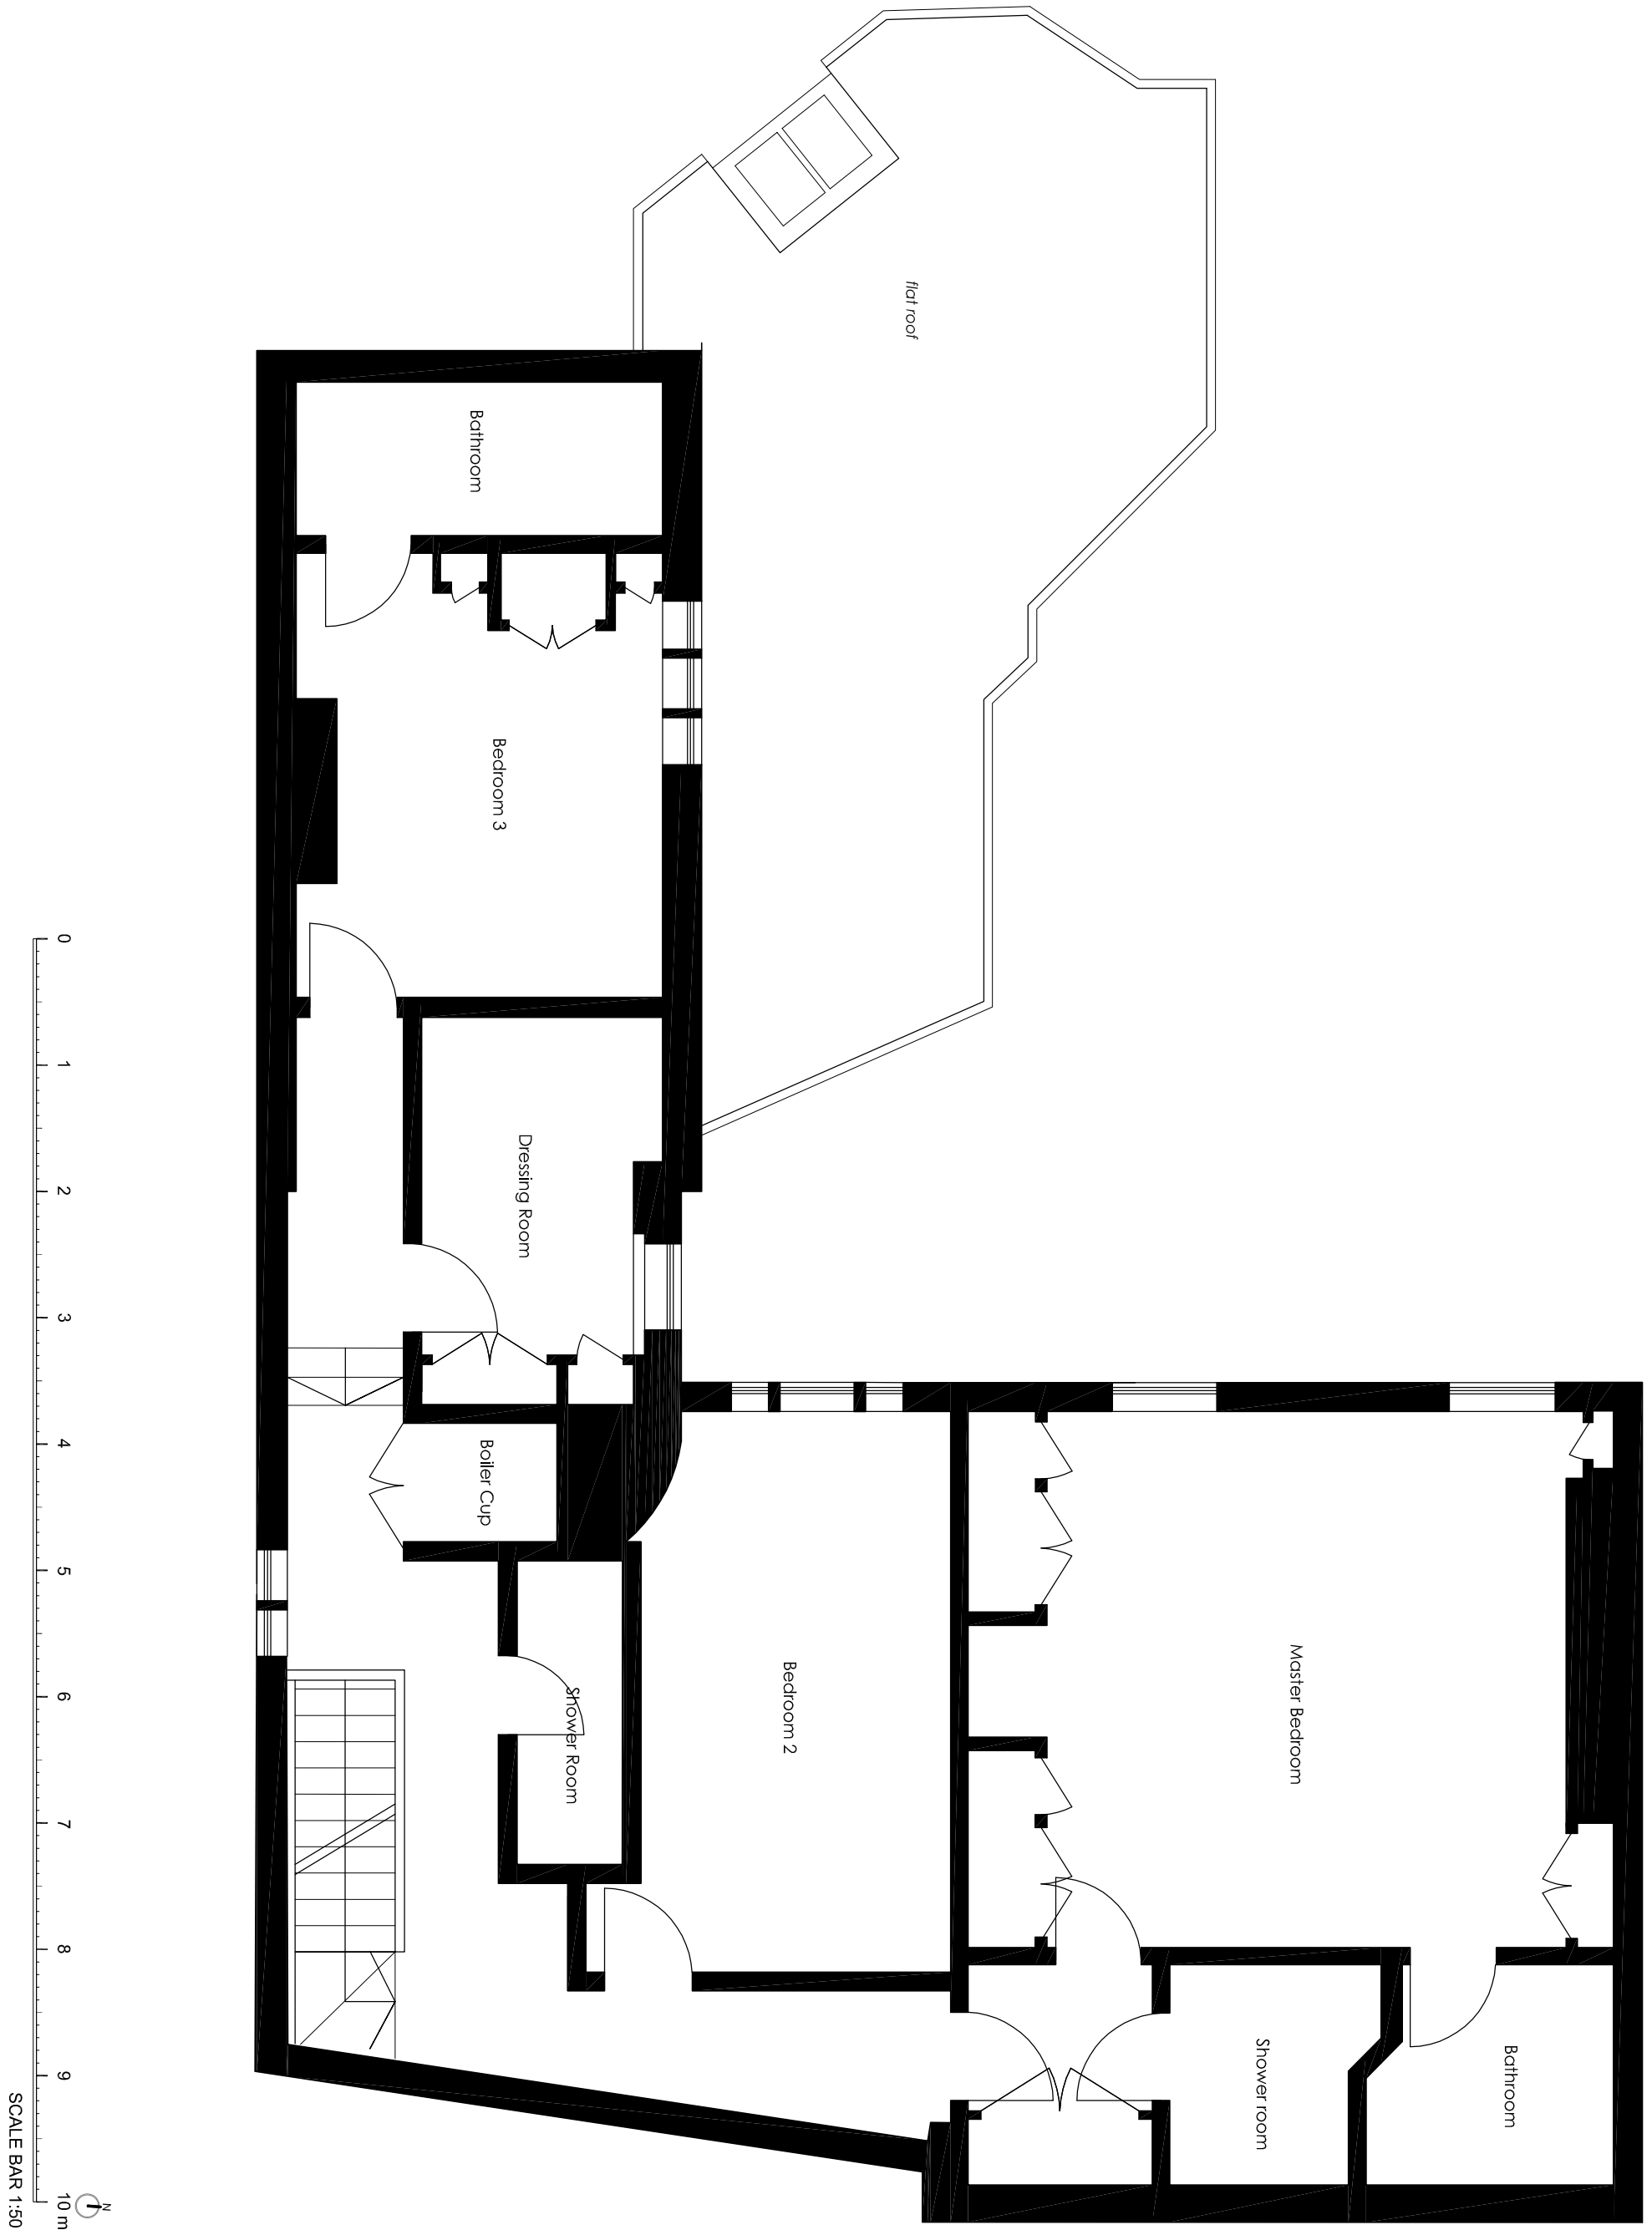 flat roof
Bathroom
Bedroom 3
Dressing Room
Boiler Cup
Shower Room
Bedroom 2
Master Bedroom
Shower room
Bathroom
0 1 2 3 4 5 6 7 8 9 10 m
SCALE BAR 1:50
N